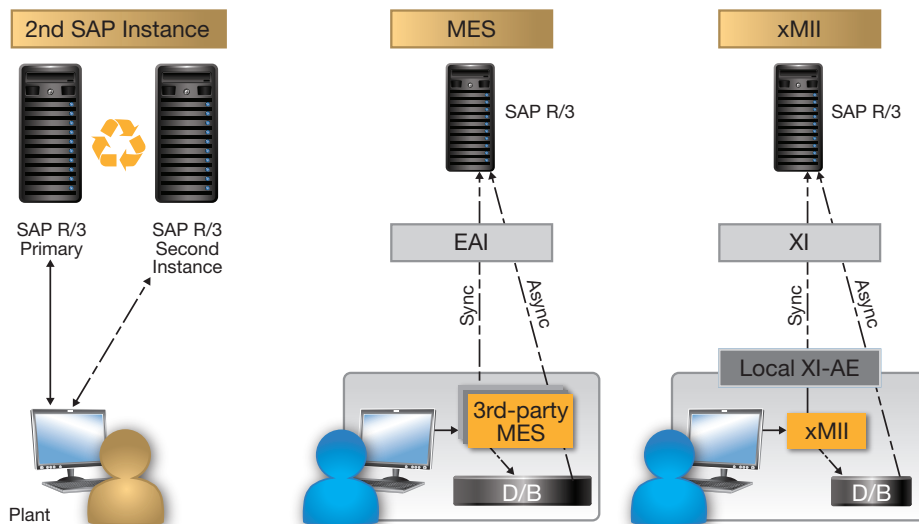 2nd SAP Instance
MES
xMII
SAP R/3
SAP R/3
SAP R/3
Primary
SAP R/3
Second
Instance
EAI
XI
Sync
Async
Sync
Async
Local XI-AE
3rd-party
MES
xMII
D/B
D/B
Plant